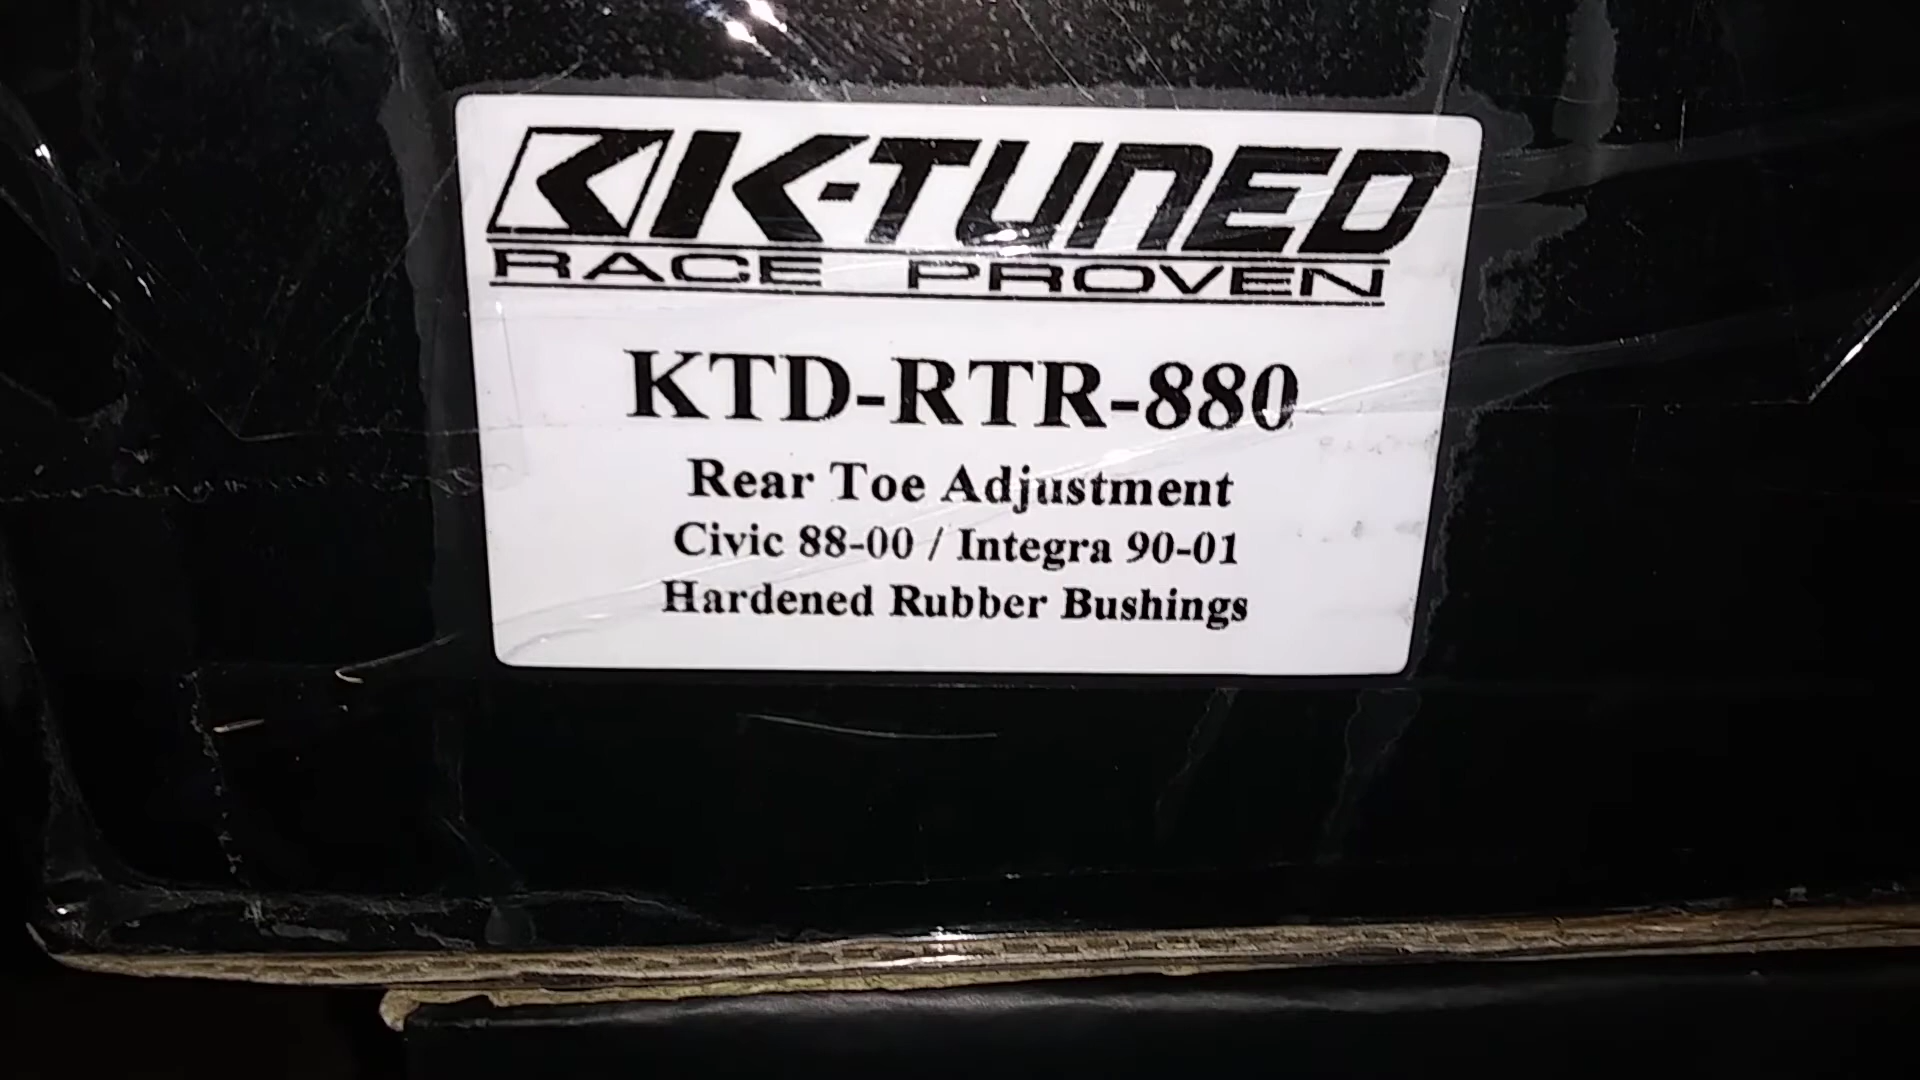 K-TUNED
RACE PROVEN
KTD-RTR-880
Rear Toe Adjustment
Civic 88-00 / Integra 90-01
Hardened Rubber Bushings